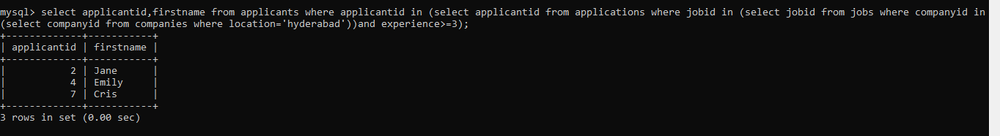 mysql> select applicantid,firstname from applicants where applicantid in (select applicantid from applications where jobid in (select jobid from jobs where companyid in
(select companyid from companies where location='hyderabad'))and experience>=3);
+-------------+-----------+
| applicantid | firstname |
+-------------+-----------+
|           2 | Jane      |
|           4 | Emily     |
|           7 | Cris      |
+-------------+-----------+
3 rows in set (0.00 sec)